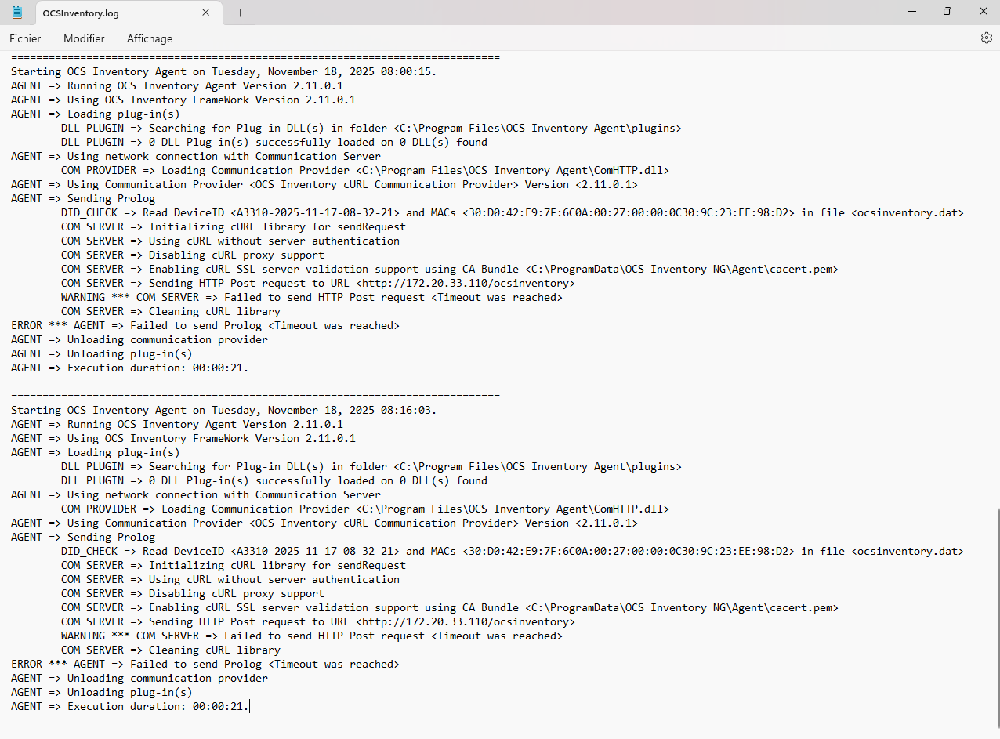 OCSInventory.log
Fichier Modifier Affichage
==============================================================================
Starting OCS Inventory Agent on Tuesday, November 18, 2025 08:00:15.
AGENT => Running OCS Inventory Agent Version 2.11.0.1
AGENT => Using OCS Inventory FrameWork Version 2.11.0.1
AGENT => Loading plug-in(s)
DLL PLUGIN => Searching for Plug-in DLL(s) in folder <C:\Program Files\OCS Inventory Agent\plugins>
DLL PLUGIN => 0 DLL Plug-in(s) successfully loaded on 0 DLL(s) found
AGENT => Using network connection with Communication Server
COM PROVIDER => Loading Communication Provider <C:\Program Files\OCS Inventory Agent\ComHTTP.dll>
AGENT => Using Communication Provider <OCS Inventory cURL Communication Provider> Version <2.11.0.1>
AGENT => Sending Prolog
DID_CHECK => Read DeviceID <A3310-2025-11-17-08-32-21> and MACs <30:D0:42:E9:7F:6C0A:00:27:00:00:0C30:9C:23:EE:98:D2> in file <ocsinventory.dat>
COM SERVER => Initializing cURL library for sendRequest
COM SERVER => Using cURL without server authentication
COM SERVER => Disabling cURL proxy support
COM SERVER => Enabling cURL SSL server validation support using CA Bundle <C:\ProgramData\OCS Inventory NG\Agent\cacert.pem>
COM SERVER => Sending HTTP Post request to URL <http://172.20.33.110/ocsinventory>
WARNING *** COM SERVER => Failed to send HTTP Post request <Timeout was reached>
COM SERVER => Cleaning cURL library
ERROR *** AGENT => Failed to send Prolog <Timeout was reached>
AGENT => Unloading communication provider
AGENT => Unloading plug-in(s)
AGENT => Execution duration: 00:00:21.
==============================================================================
Starting OCS Inventory Agent on Tuesday, November 18, 2025 08:16:03.
AGENT => Running OCS Inventory Agent Version 2.11.0.1
AGENT => Using OCS Inventory FrameWork Version 2.11.0.1
AGENT => Loading plug-in(s)
DLL PLUGIN => Searching for Plug-in DLL(s) in folder <C:\Program Files\OCS Inventory Agent\plugins>
DLL PLUGIN => 0 DLL Plug-in(s) successfully loaded on 0 DLL(s) found
AGENT => Using network connection with Communication Server
COM PROVIDER => Loading Communication Provider <C:\Program Files\OCS Inventory Agent\ComHTTP.dll>
AGENT => Using Communication Provider <OCS Inventory cURL Communication Provider> Version <2.11.0.1>
AGENT => Sending Prolog
DID_CHECK => Read DeviceID <A3310-2025-11-17-08-32-21> and MACs <30:D0:42:E9:7F:6C0A:00:27:00:00:0C30:9C:23:EE:98:D2> in file <ocsinventory.dat>
COM SERVER => Initializing cURL library for sendRequest
COM SERVER => Using cURL without server authentication
COM SERVER => Disabling cURL proxy support
COM SERVER => Enabling cURL SSL server validation support using CA Bundle <C:\ProgramData\OCS Inventory NG\Agent\cacert.pem>
COM SERVER => Sending HTTP Post request to URL <http://172.20.33.110/ocsinventory>
WARNING *** COM SERVER => Failed to send HTTP Post request <Timeout was reached>
COM SERVER => Cleaning cURL library
ERROR *** AGENT => Failed to send Prolog <Timeout was reached>
AGENT => Unloading communication provider
AGENT => Unloading plug-in(s)
AGENT => Execution duration: 00:00:21.